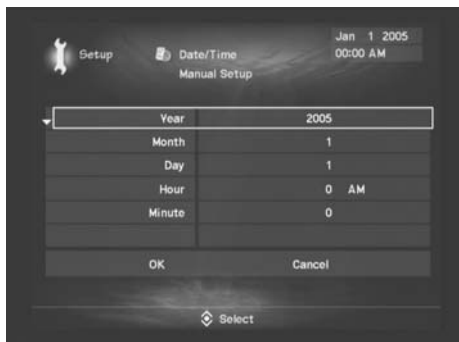 Jan 1 2005
00:00 AM
Setup
Date/Time
Manual Setup
Year 2005
Month 1
Day 1
Hour 0 AM
Minute 0
OK Cancel
Select